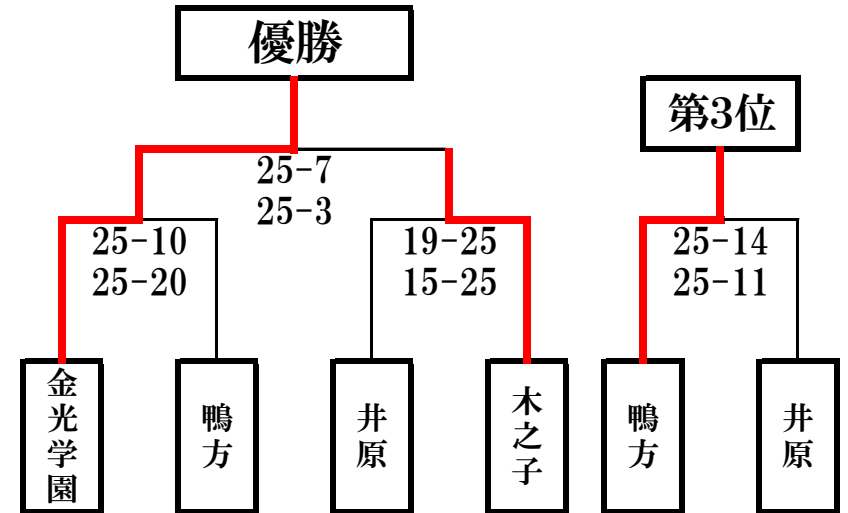 優勝
第3位
25-7
25-3
25-10
25-20
19-25
15-25
25-14
25-11
金光学園
鴨方
井原
木之子
鴨方
井原